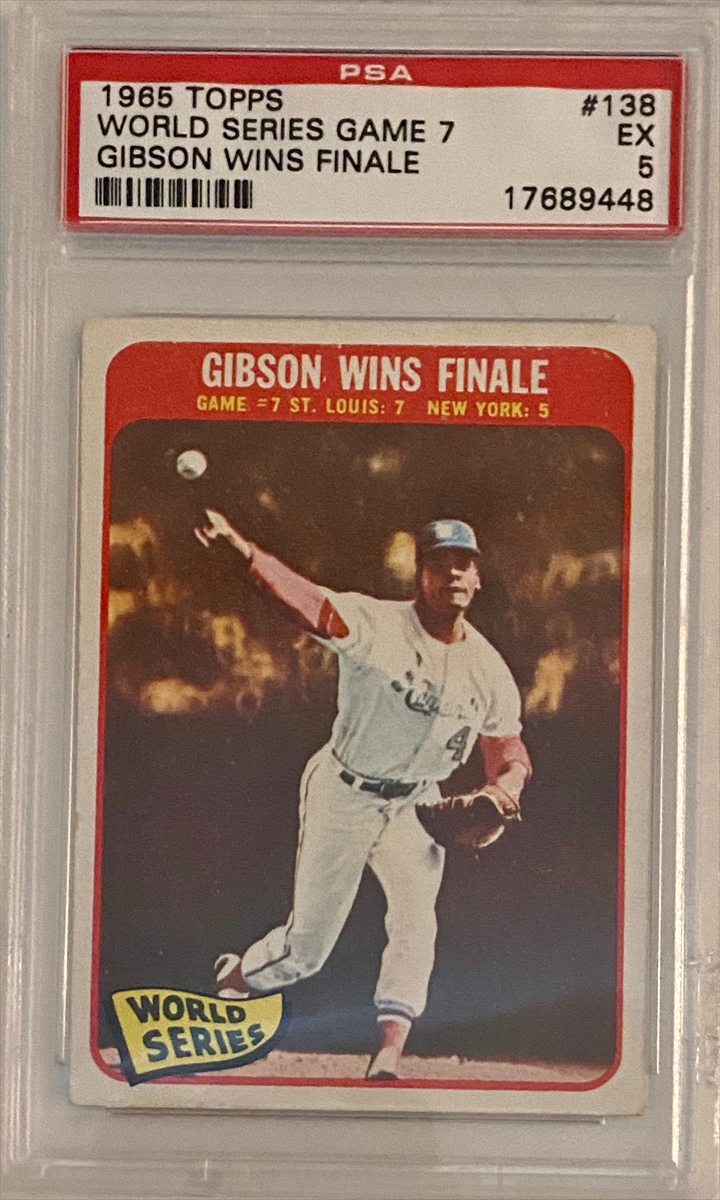 PSA
1965 TOPPS #138
WORLD SERIES GAME 7 EX
GIBSON WINS FINALE 5
17689448
GIBSON WINS FINALE
GAME =7 ST. LOUIS: 7 NEW YORK: 5
4
WORLD
SERIES